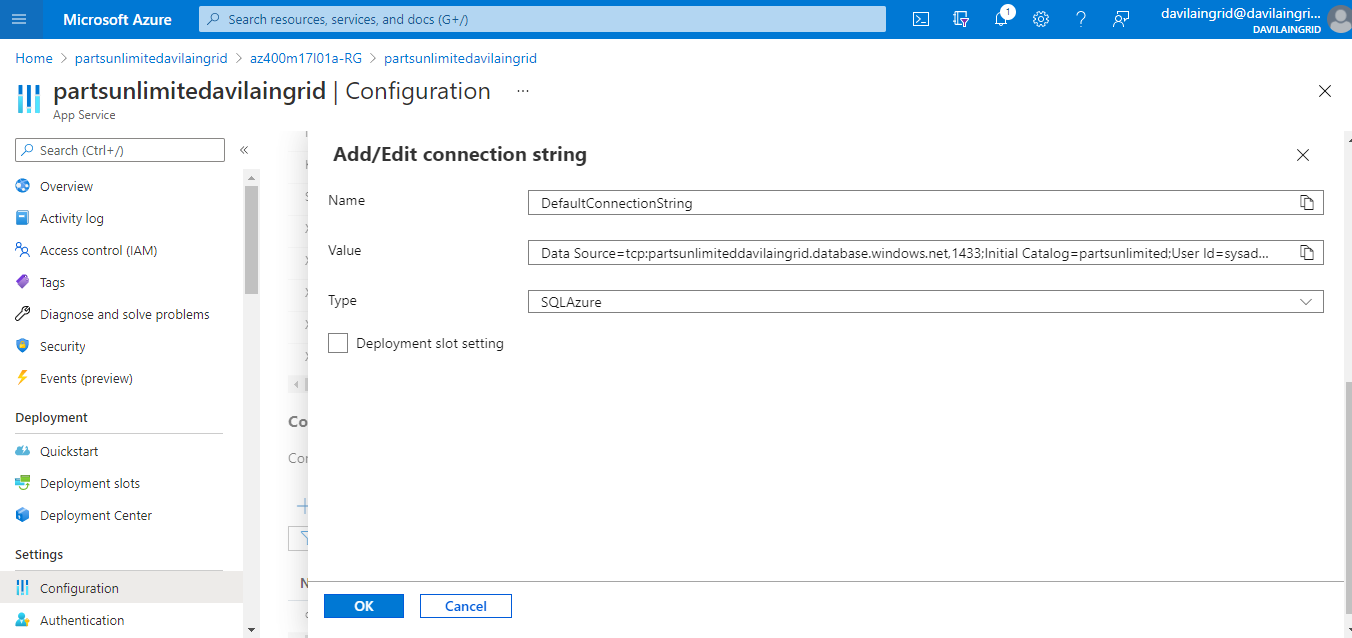 Microsoft Azure
Search resources, services, and docs (G+/)
1
davilaingrid@davilaingri...
DAVILAINGRID
Home > partsunlimitedavilaingrid > az400m17l01a-RG > partsunlimitedavilaingrid
partsunlimitedavilaingrid | Configuration ...
App Service
Search (Ctrl+/)
«
Overview
Activity log
Access control (IAM)
Tags
Diagnose and solve problems
Security
Events (preview)
Deployment
Quickstart
Deployment slots
Deployment Center
Settings
Configuration
Authentication
Co
Con
Add/Edit connection string
Name
DefaultConnectionString
Value
Data Source=tcp:partsunlimiteddavilaingrid.database.windows.net,1433;Initial Catalog=partsunlimited;User Id=sysad...
Type
SQLAzure
Deployment slot setting
OK
Cancel